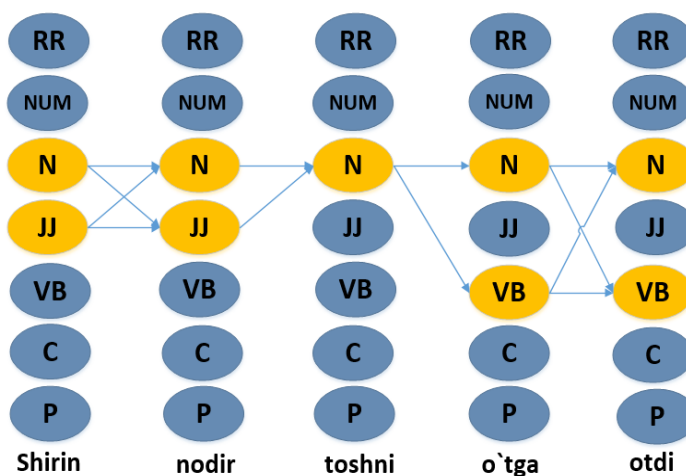 RR RR RR RR RR
NUM NUM NUM NUM NUM
N N N N N
JJ JJ JJ JJ JJ
VB VB VB VB VB
C C C C C
P P P P P
Shirin nodir toshni o`tga otdi